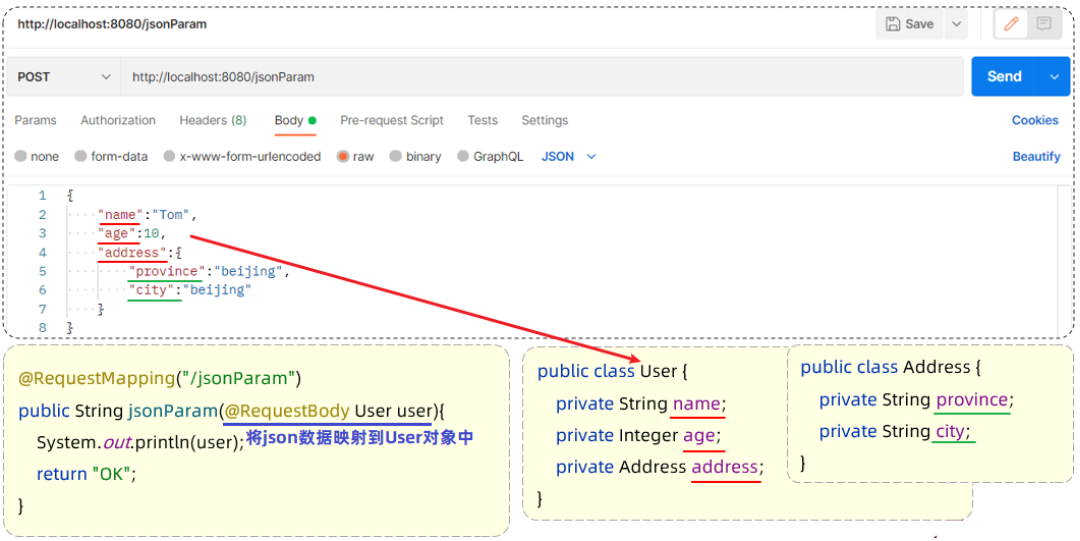 http://localhost:8080/jsonParam
Save
POST
http://localhost:8080/jsonParam
Send
Params Authorization Headers (8) Body Pre-request Script Tests Settings Cookies
none form-data x-www-form-urlencoded raw binary GraphQL JSON Beautify
1 {
2 "name":"Tom",
3 "age":10,
4 "address":{
5 "province":"beijing",
6 "city":"beijing"
7 }
8 }
@RequestMapping("/jsonParam")
public String jsonParam(@RequestBody User user){
System.out.println(user);将json数据映射到User对象中
return "OK";
}
public class User {
private String name;
private Integer age;
private Address address;
}
public class Address {
private String province;
private String city;
}